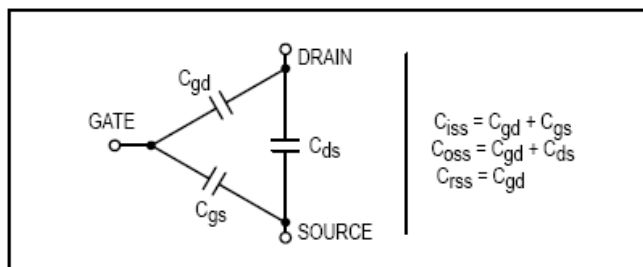 DRAIN
Cgd
GATE
Cds
Cgs
SOURCE
Ciss = Cgd + Cgs
Coss = Cgd + Cds
Crss = Cgd